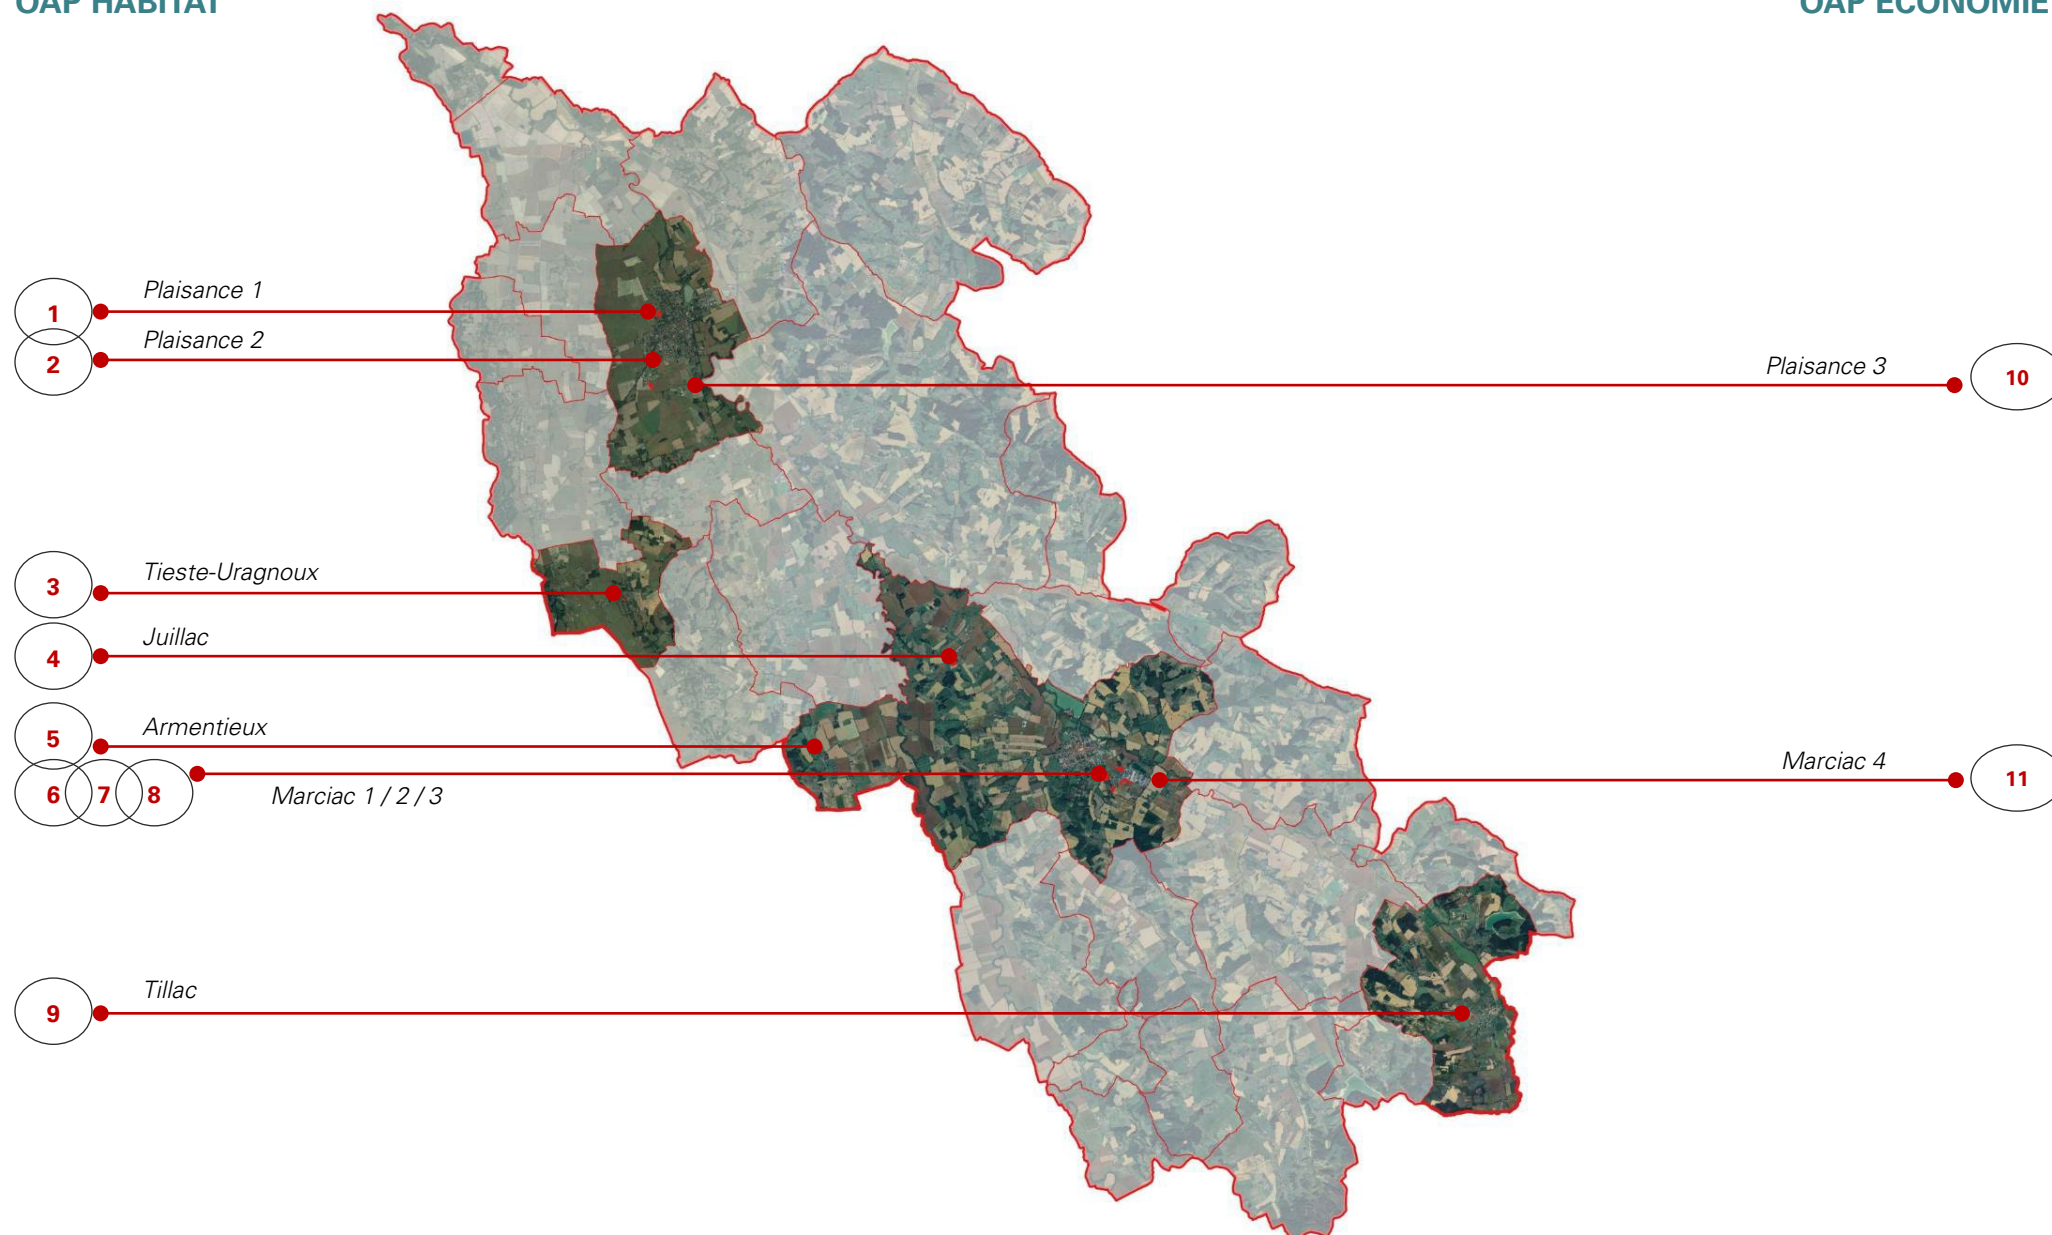 OAP HABITAT
OAP ECONOMIE
1
Plaisance 1
2
Plaisance 2
Plaisance 3
10
3
Tieste-Uragnoux
4
Juillac
5
Armentieux
6 7 8
Marciac 1 / 2 / 3
Marciac 4
11
9
Tillac